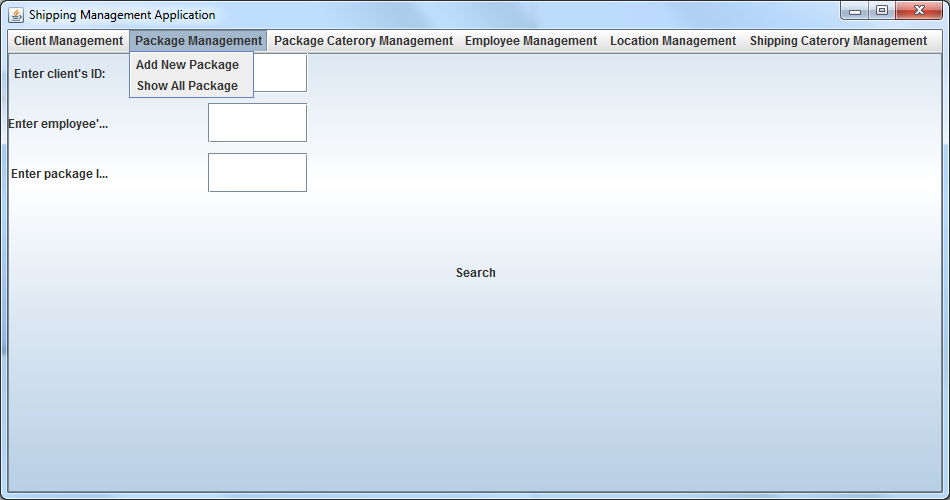 Shipping Management Application
Client Management Package Management Package Caterory Management Employee Management Location Management Shipping Caterory Management
Add New Package
Show All Package
Enter client's ID:
Enter employee'...
Enter package I...
Search